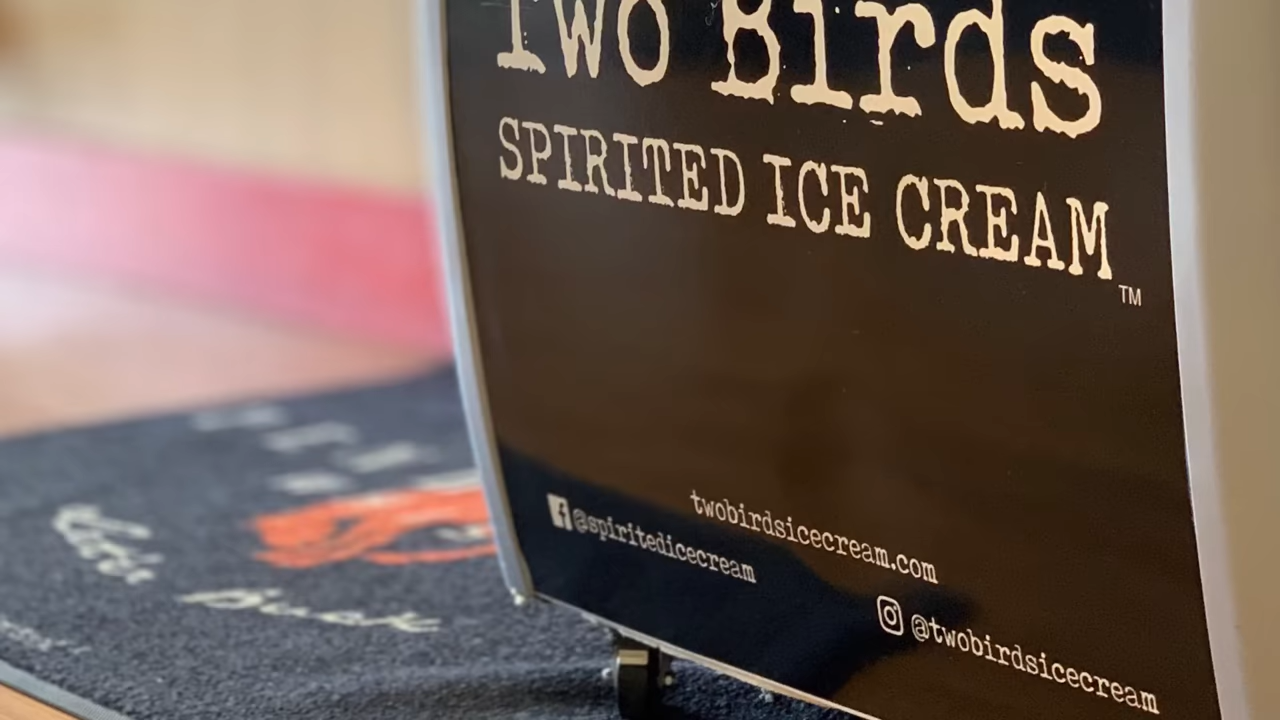 Two Birds
SPIRITED ICE CREAM
TM
twobirdsicecream.com
@spiritedicecream
@twobirdsicecream